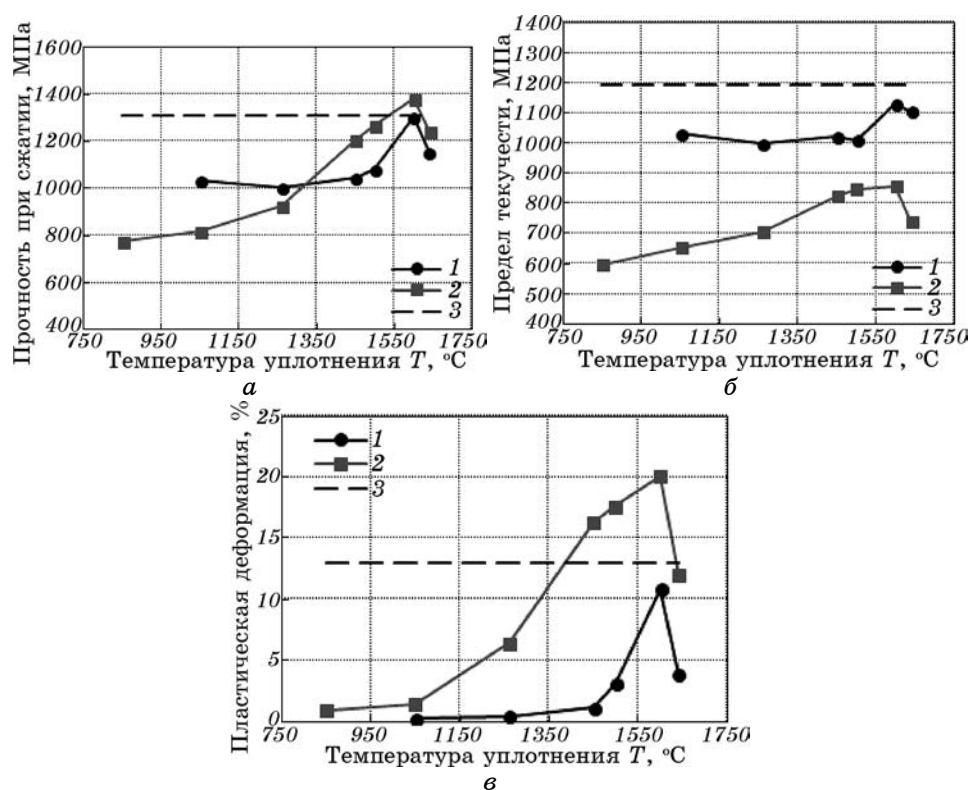 Прочность при сжатии, МПа
1600
1400
1200
1000
800
600
400
750 950 1150 1350 1550 1750
1
2
3
Температура уплотнения T, °C
а
Предел текучести, МПа
1400
1300
1200
1100
1000
900
800
700
600
500
400
750 950 1150 1350 1550 1750
1
2
3
Температура уплотнения T, °C
б
Пластическая деформация, %
25
20
15
10
5
0
750 950 1150 1350 1550 1750
1
2
3
Температура уплотнения T, °C
в